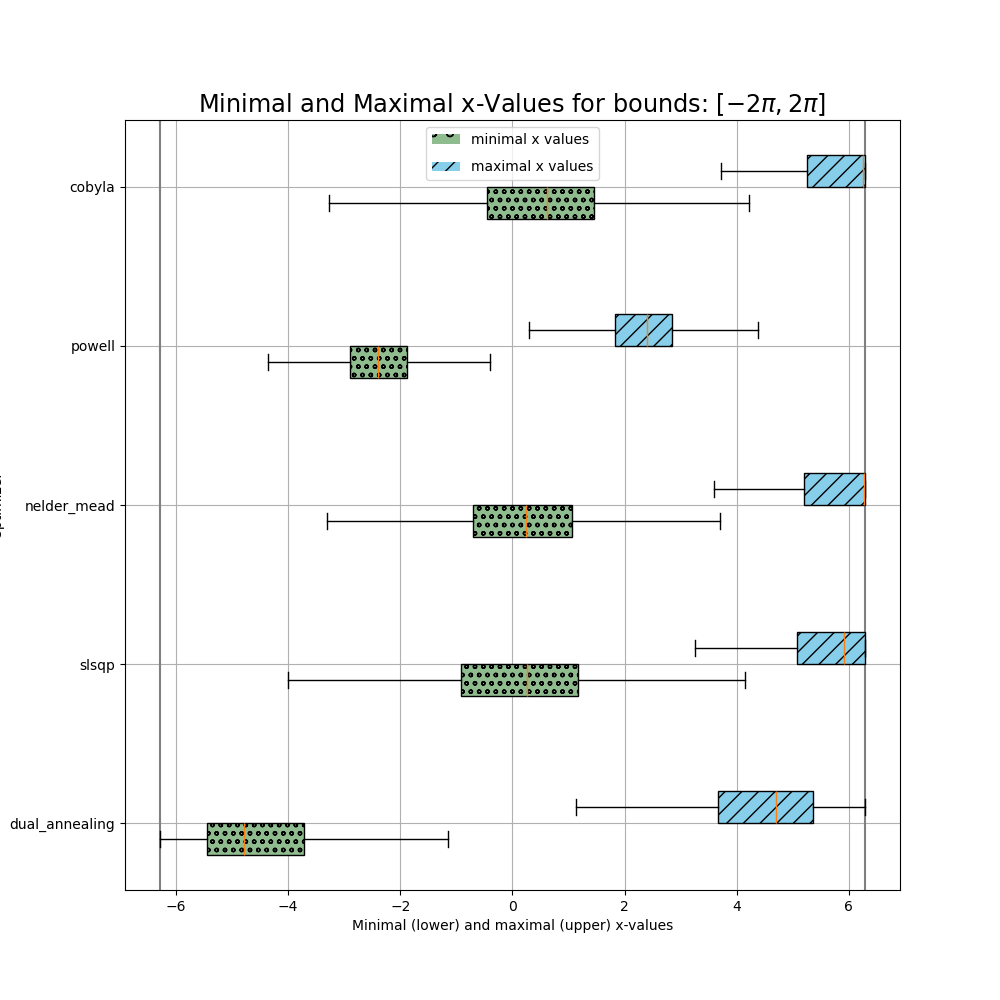 Minimal and Maximal x-Values for bounds: [−2π, 2π]
minimal x values
maximal x values
cobyla
powell
nelder_mead
slsqp
dual_annealing
−6 −4 −2 0 2 4 6
Minimal (lower) and maximal (upper) x-values